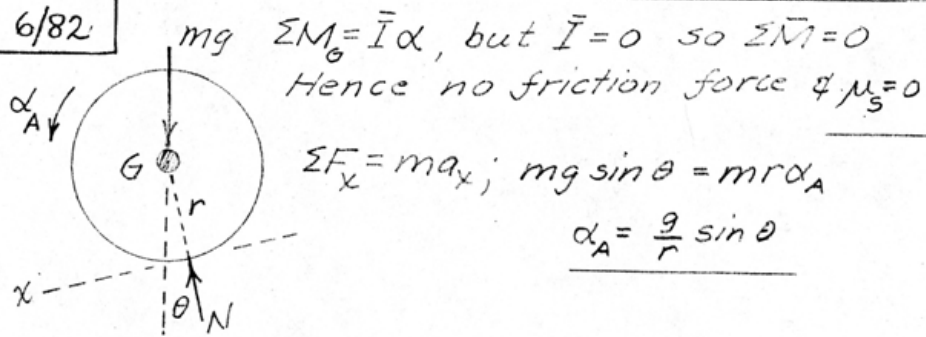 6/82
mg ΣM_G = Īα, but Ī = 0 so ΣM̄ = 0
Hence no friction force & μ_s = 0
α_A
G
r
ΣF_x = ma_x; mg sin θ = mrα_A
α_A = g/r sin θ
x
θ N